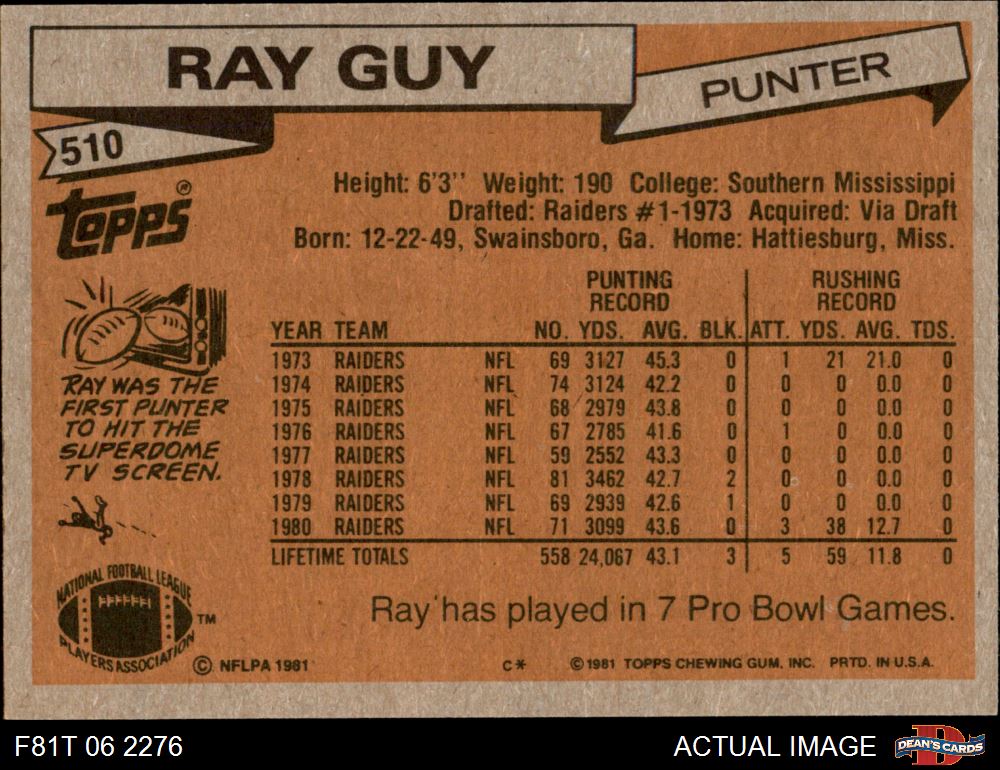 RAY GUY
PUNTER
510
topps®
Height: 6'3'' Weight: 190 College: Southern Mississippi
Drafted: Raiders #1-1973 Acquired: Via Draft
Born: 12-22-49, Swainsboro, Ga. Home: Hattiesburg, Miss.
PUNTING RECORD RUSHING RECORD
YEAR TEAM NO. YDS. AVG. BLK. ATT. YDS. AVG. TDS.
1973 RAIDERS NFL 69 3127 45.3 0 1 21 21.0 0
1974 RAIDERS NFL 74 3124 42.2 0 0 0 0.0 0
1975 RAIDERS NFL 68 2979 43.8 0 0 0 0.0 0
1976 RAIDERS NFL 67 2785 41.6 0 1 0 0.0 0
1977 RAIDERS NFL 59 2552 43.3 0 0 0 0.0 0
1978 RAIDERS NFL 81 3462 42.7 2 0 0 0.0 0
1979 RAIDERS NFL 69 2939 42.6 1 0 0 0.0 0
1980 RAIDERS NFL 71 3099 43.6 0 3 38 12.7 0
LIFETIME TOTALS 558 24,067 43.1 3 5 59 11.8 0
RAY WAS THE
FIRST PUNTER
TO HIT THE
SUPERDOME
TV SCREEN.
Ray has played in 7 Pro Bowl Games.
NATIONAL FOOTBALL LEAGUE
PLAYERS ASSOCIATION
TM
© NFLPA 1981 C* © 1981 TOPPS CHEWING GUM, INC. PRTD. IN U.S.A.
F81T 06 2276 ACTUAL IMAGE DEAN'S CARDS